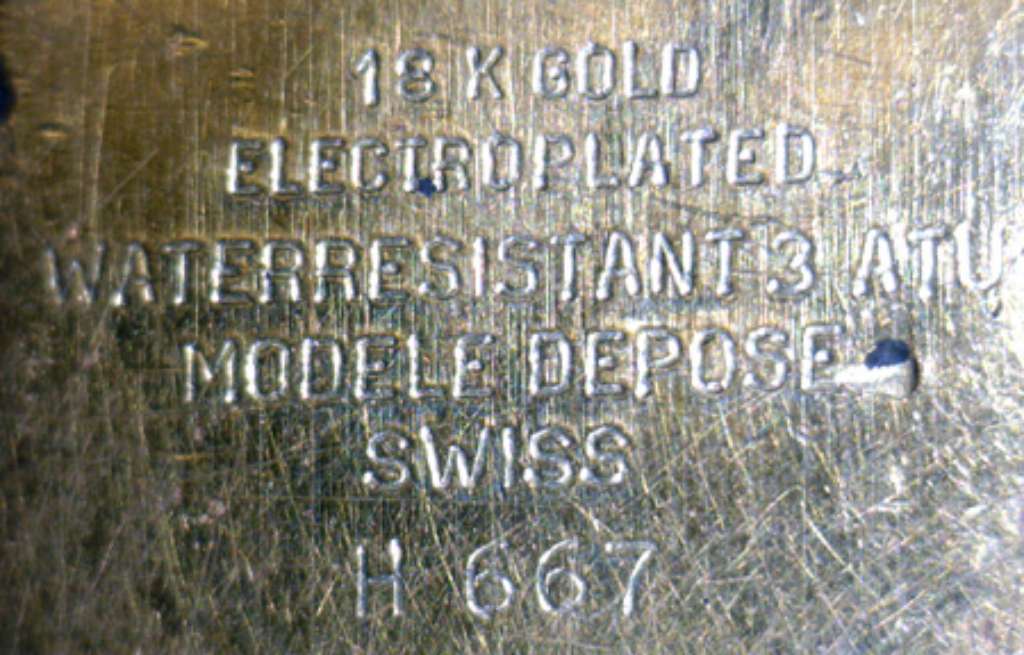 18 K GOLD
ELECTROPLATED
WATERRESISTANT 3 ATU
MODELE DEPOSE
SWISS
H 667